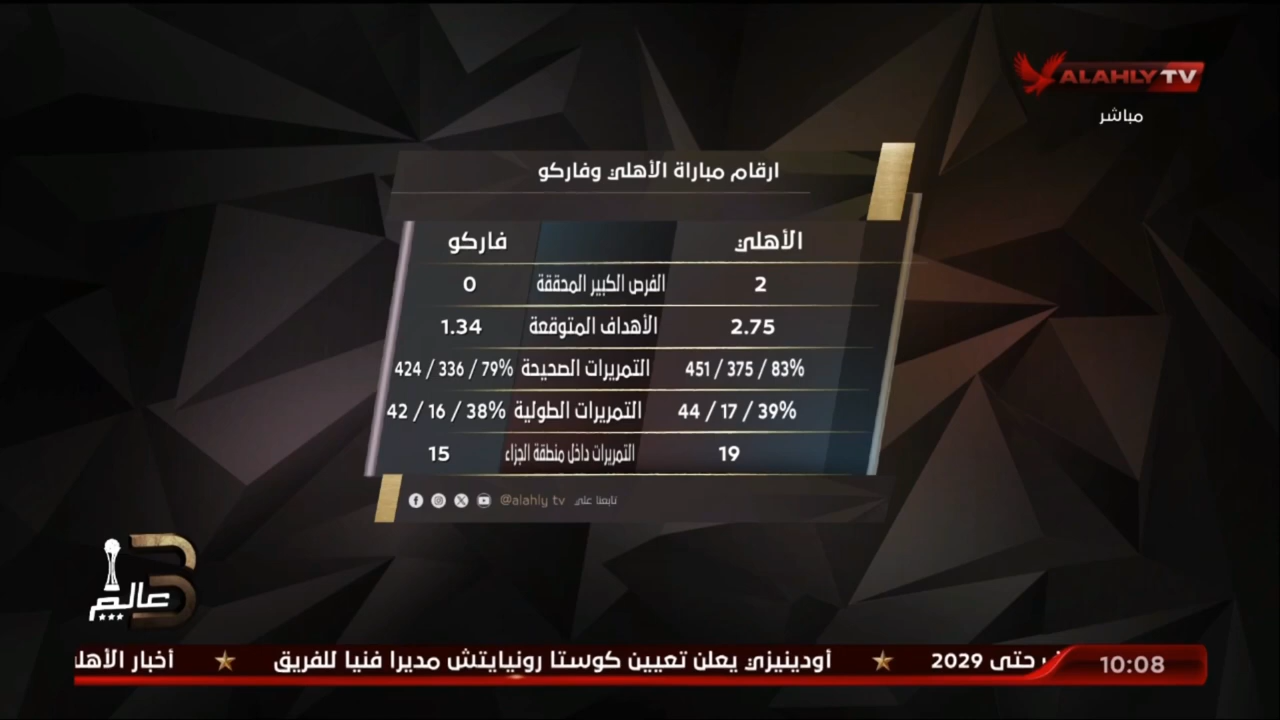 ALAHLY TV
مباشر
ارقام مباراة الأهلي وفاركو
الأهلي فاركو
2 الفرص الكبير المحققة 0
2.75 الأهداف المتوقعة 1.34
451 / 375 / 83% التمريرات الصحيحة 424 / 336 / 79%
44 / 17 / 39% التمريرات الطولية 42 / 16 / 38%
19 التمريرات داخل منطقة الجزاء 15
تابعنا على @alahly tv
3 عالم
10:08 حتى 2029 ★ أودينيزي يعلن تعيين كوستا رونيايتش مديرا فنيا للفريق ★ أخبار